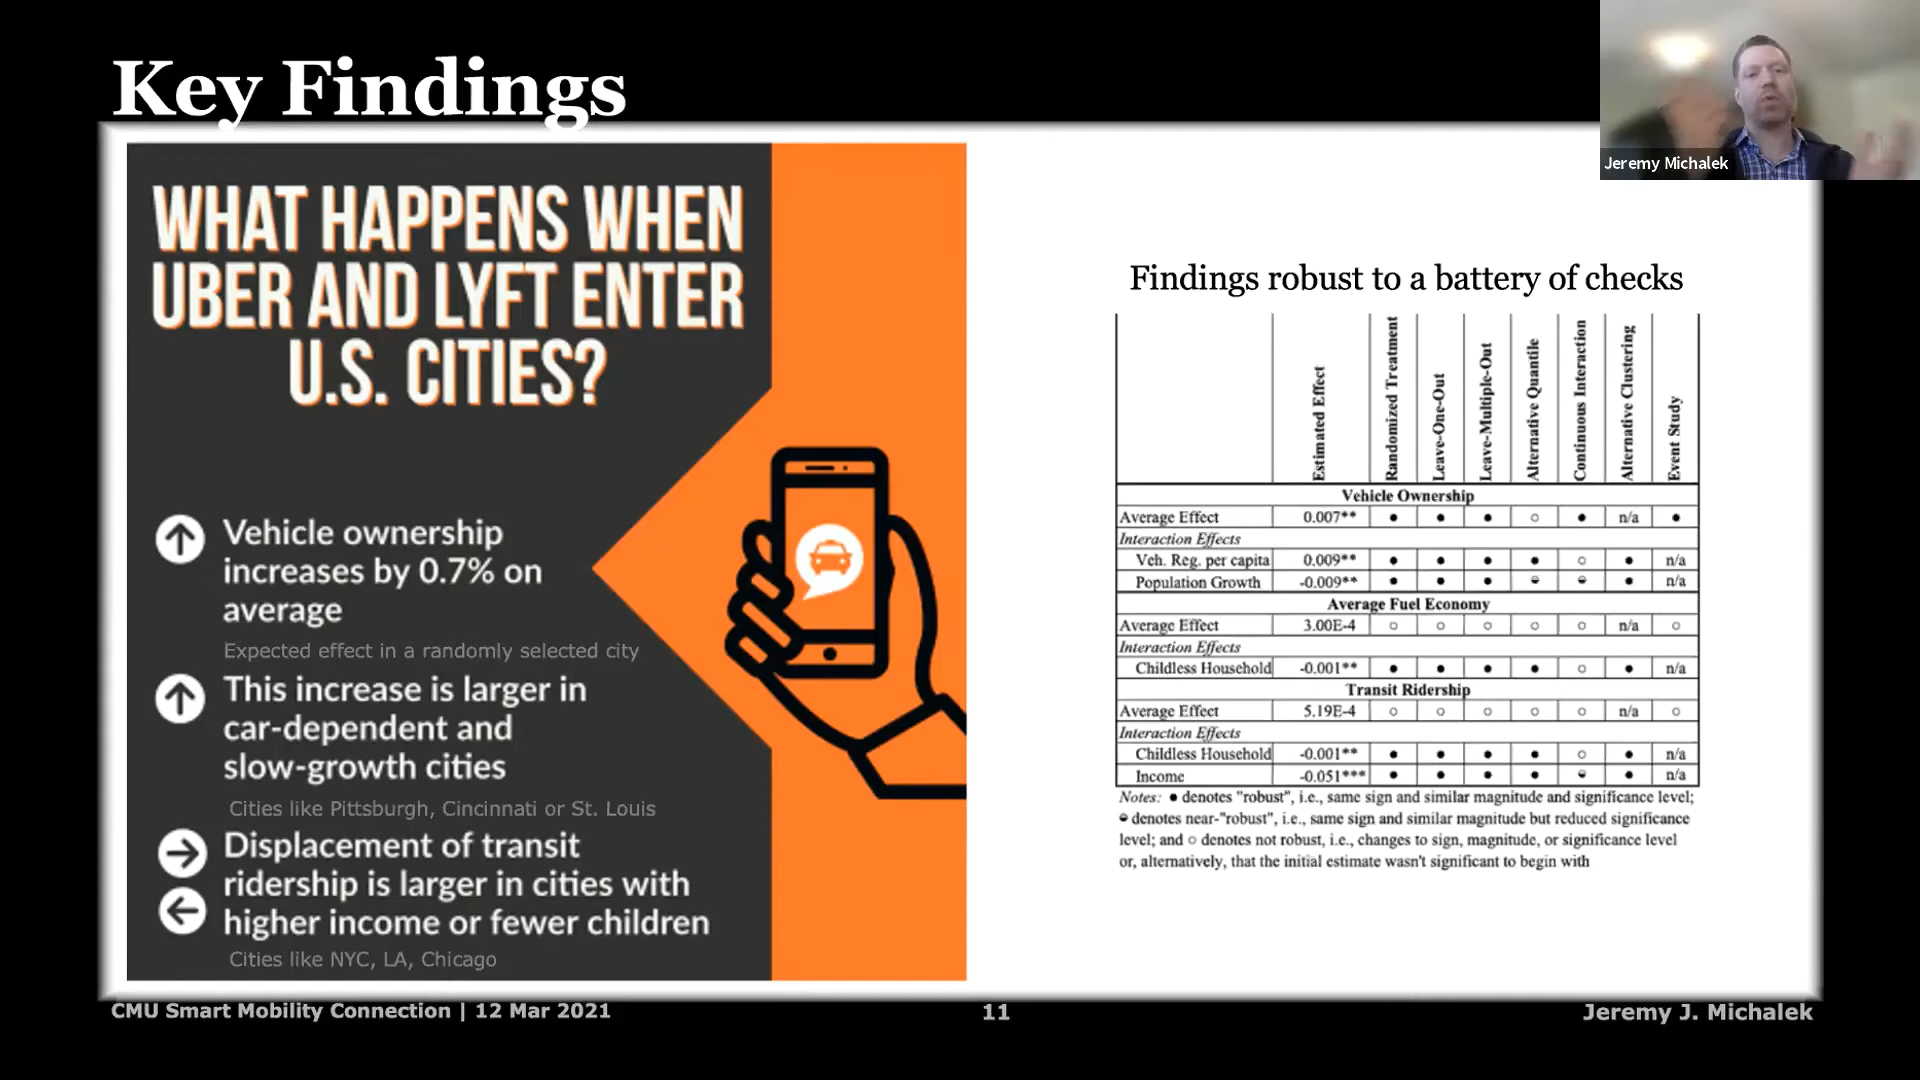 Key Findings
WHAT HAPPENS WHEN
UBER AND LYFT ENTER
U.S. CITIES?
Vehicle ownership
increases by 0.7% on
average
Expected effect in a randomly selected city
This increase is larger in
car-dependent and
slow-growth cities
Cities like Pittsburgh, Cincinnati or St. Louis
Displacement of transit
ridership is larger in cities with
higher income or fewer children
Cities like NYC, LA, Chicago
Jeremy Michalek
Findings robust to a battery of checks
Estimated Effect
Randomized Treatment
Leave-One-Out
Leave-Multiple-Out
Alternative Quantile
Continuous Interaction
Alternative Clustering
Event Study
Vehicle Ownership
Average Effect 0.007** ● ● ● ○ ● n/a ●
Interaction Effects
Veh. Reg. per capita 0.009** ● ● ● ● ○ ● n/a
Population Growth -0.009** ● ● ● ◒ ◒ ● n/a
Average Fuel Economy
Average Effect 3.00E-4 ○ ○ ○ ○ ○ n/a ○
Interaction Effects
Childless Household -0.001** ● ● ● ● ○ ● n/a
Transit Ridership
Average Effect 5.19E-4 ○ ○ ○ ○ ○ n/a ○
Interaction Effects
Childless Household -0.001** ● ● ● ● ○ ● n/a
Income -0.051*** ● ● ● ● ◒ ● n/a
Notes: ● denotes "robust", i.e., same sign and similar magnitude and significance level;
◒ denotes near-"robust", i.e., same sign and similar magnitude but reduced significance
level; and ○ denotes not robust, i.e., changes to sign, magnitude, or significance level
or, alternatively, that the initial estimate wasn't significant to begin with
CMU Smart Mobility Connection | 12 Mar 2021
11
Jeremy J. Michalek